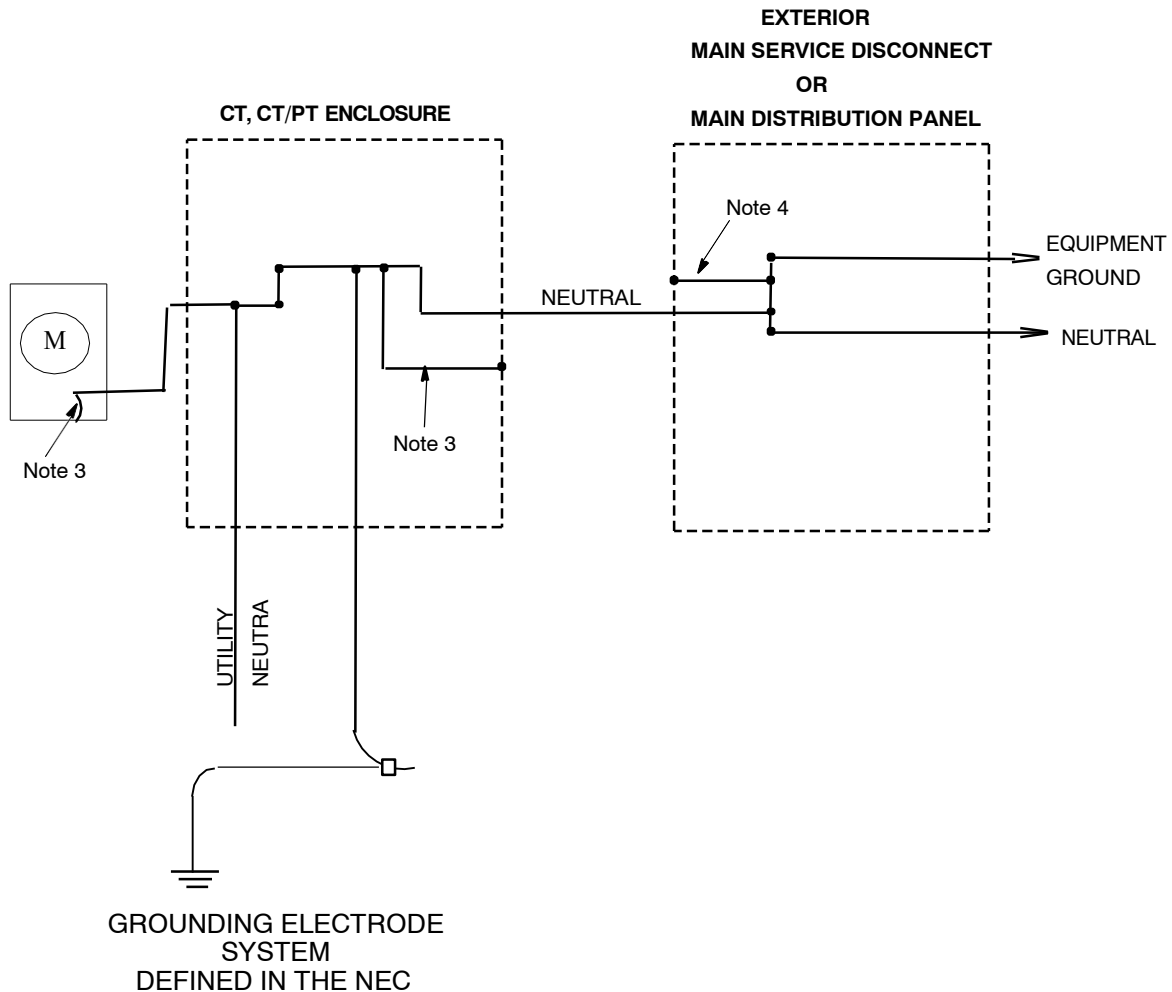 EXTERIOR
MAIN SERVICE DISCONNECT
OR
MAIN DISTRIBUTION PANEL
CT, CT/PT ENCLOSURE
Note 4
EQUIPMENT
GROUND
NEUTRAL
NEUTRAL
M
Note 3
Note 3
UTILITY
NEUTRA
GROUNDING ELECTRODE
SYSTEM
DEFINED IN THE NEC